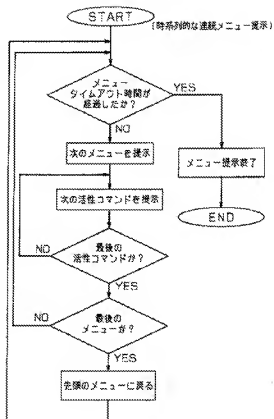 START
(時系列的な連続メニュー提示)
メニュー
タイムアウト時間が
経過したか?
YES
NO
次のメニューを提示
メニュー提示終了
次の活性コマンドを提示
END
NO
最後の
活性コマンドか?
YES
NO
最後の
メニューか?
YES
先頭のメニューに戻る